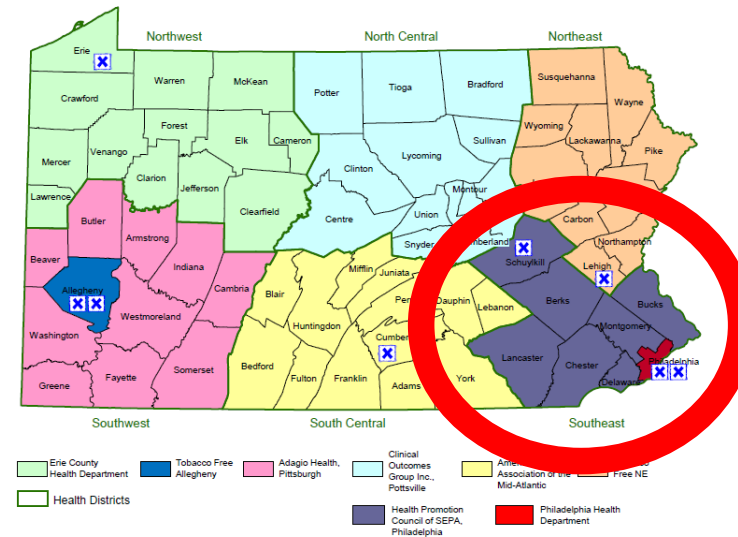 Northwest
North Central
Northeast
Erie
Warren
McKean
Potter
Tioga
Bradford
Susquehanna
Wayne
Crawford
Forest
Elk
Cameron
Sullivan
Wyoming
Lackawanna
Pike
Mercer
Venango
Clarion
Jefferson
Clinton
Lycoming
Montour
Lawrence
Clearfield
Centre
Union
Snyder
Carbon
Northampton
Butler
Armstrong
Beaver
Indiana
Cambria
Allegheny
Westmoreland
Washington
Greene
Fayette
Somerset
Blair
Mifflin
Juniata
Dauphin
Lebanon
Huntingdon
Bedford
Fulton
Franklin
Adams
York
Schuylkill
Lehigh
Berks
Bucks
Montgomery
Lancaster
Chester
Delaware
Philadelphia
Southwest
South Central
Southeast
Erie County
Health Department
Tobacco Free
Allegheny
Adagio Health,
Pittsburgh
Clinical
Outcomes
Group Inc.,
Pottsville
Association of the
Mid-Atlantic
Free NE
Health Districts
Health Promotion
Council of SEPA,
Philadelphia
Philadelphia Health
Department